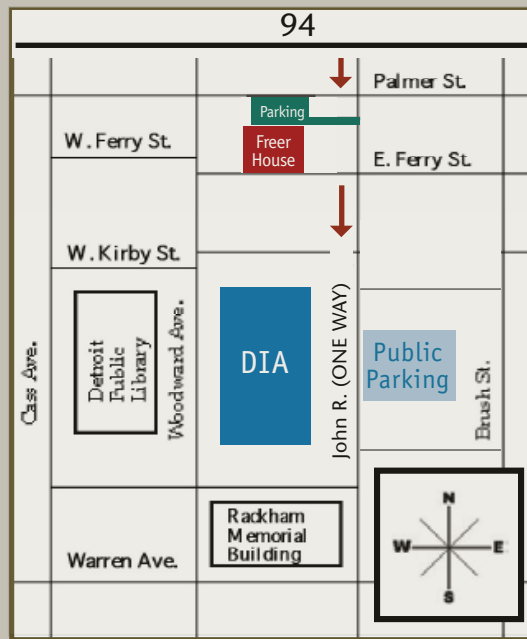 94
Palmer St.
Parking
W. Ferry St.
Freer
House
E. Ferry St.
W. Kirby St.
Cass Ave.
Detroit
Public
Library
Woodward Ave.
DIA
John R. (ONE WAY)
Public
Parking
Brush St.
Rackham
Memorial
Building
Warren Ave.
N
W
E
S